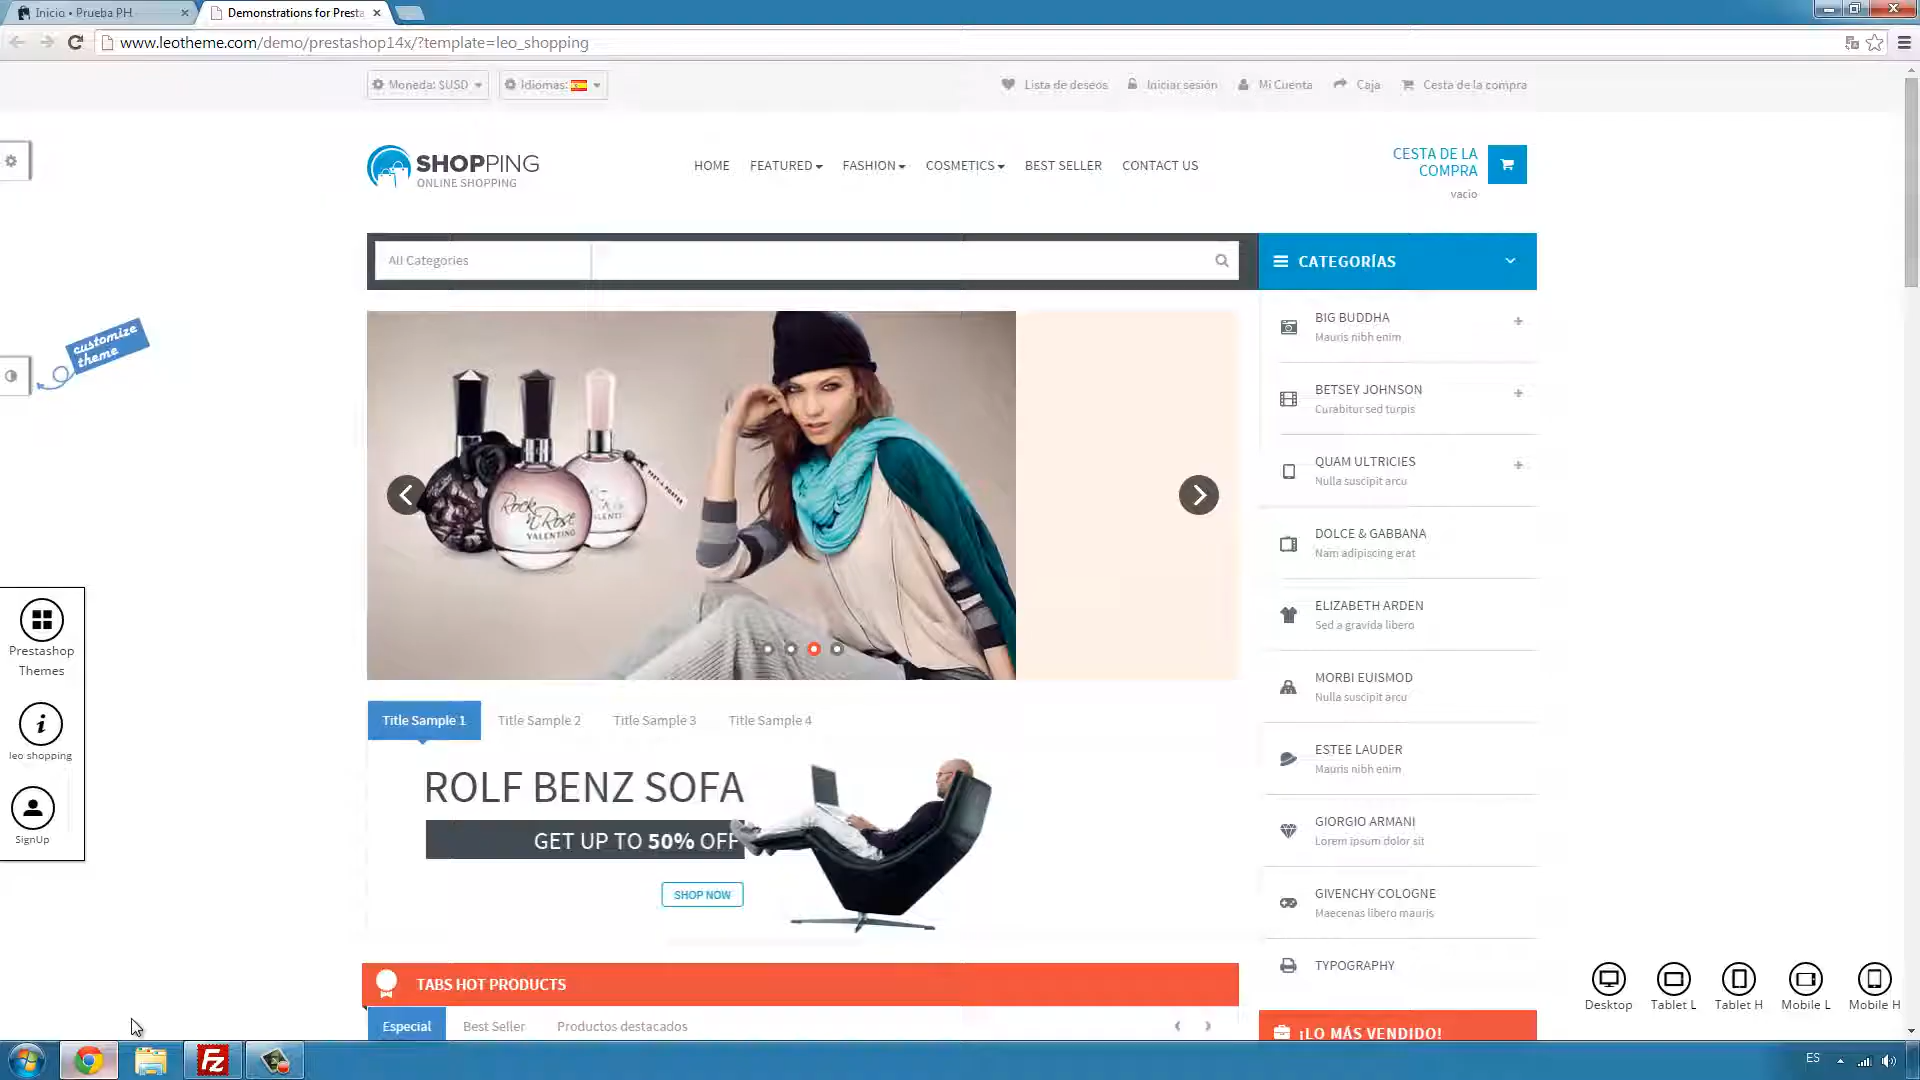 Inicio • Prueba PH
Demonstrations for Presta
www.leotheme.com/demo/prestashop14x/?template=leo_shopping
Moneda: $USD
Idiomas:
Lista de deseos
Iniciar sesión
Mi Cuenta
Caja
Cesta de la compra
SHOPPING
ONLINE SHOPPING
HOME
FEATURED
FASHION
COSMETICS
BEST SELLER
CONTACT US
CESTA DE LA
COMPRA
vacío
All Categories
CATEGORÍAS
customize
theme
BIG BUDDHA
Mauris nibh enim
BETSEY JOHNSON
Curabitur sed turpis
QUAM ULTRICIES
Nulla suscipit arcu
DOLCE & GABBANA
Nam adipiscing erat
ELIZABETH ARDEN
Sed a gravida libero
MORBI EUISMOD
Nulla suscipit arcu
ESTEE LAUDER
Mauris nibh enim
GIORGIO ARMANI
Lorem ipsum dolor sit
GIVENCHY COLOGNE
Maecenas libero mauris
TYPOGRAPHY
Rock 'n Rose
VALENTINO
PRET-A-PORTER
Prestashop
Themes
leo shopping
SignUp
Title Sample 1
Title Sample 2
Title Sample 3
Title Sample 4
ROLF BENZ SOFA
GET UP TO 50% OFF
SHOP NOW
TABS HOT PRODUCTS
Especial
Best Seller
Productos destacados
¡LO MÁS VENDIDO!
Desktop
Tablet L
Tablet H
Mobile L
Mobile H
Fz
ES